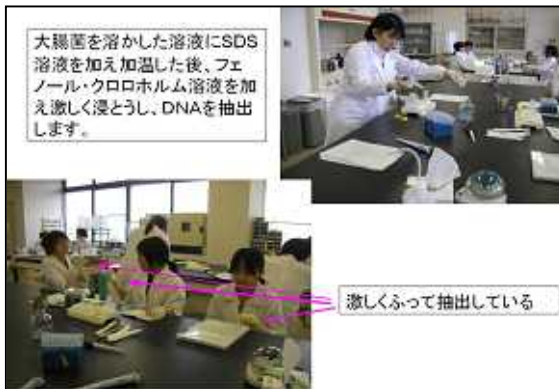 大腸菌を溶かした溶液にSDS
溶液を加え加温した後、フェ
ノール・クロロホルム溶液を加
え激しく浸とうし、DNAを抽出
します。
激しくふって抽出している